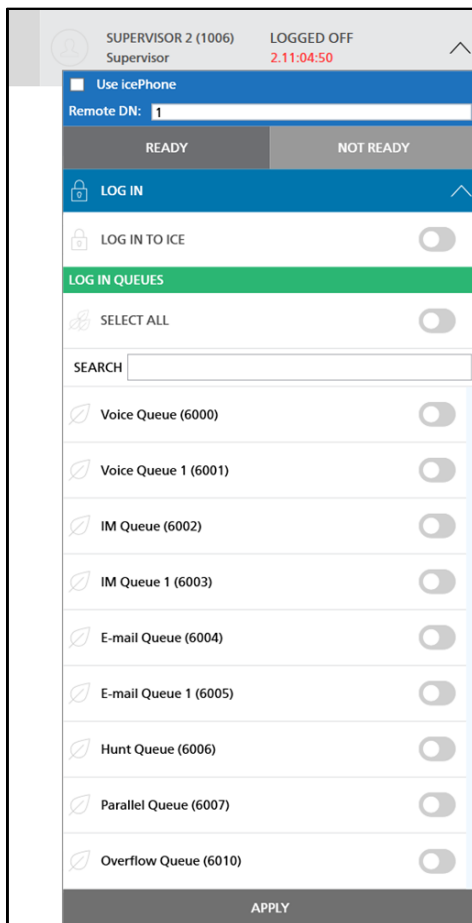 SUPERVISOR 2 (1006) LOGGED OFF
Supervisor 2.11:04:50
Use icePhone
Remote DN: 1
READY NOT READY
LOG IN
LOG IN TO ICE
LOG IN QUEUES
SELECT ALL
SEARCH
Voice Queue (6000)
Voice Queue 1 (6001)
IM Queue (6002)
IM Queue 1 (6003)
E-mail Queue (6004)
E-mail Queue 1 (6005)
Hunt Queue (6006)
Parallel Queue (6007)
Overflow Queue (6010)
APPLY